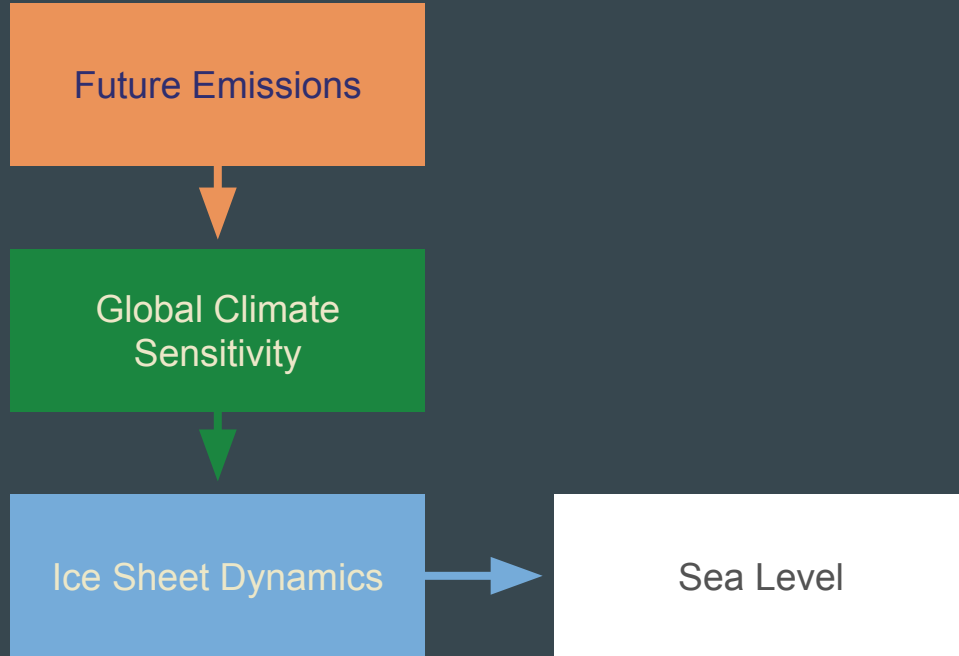 Future Emissions
Global Climate
Sensitivity
Ice Sheet Dynamics
Sea Level